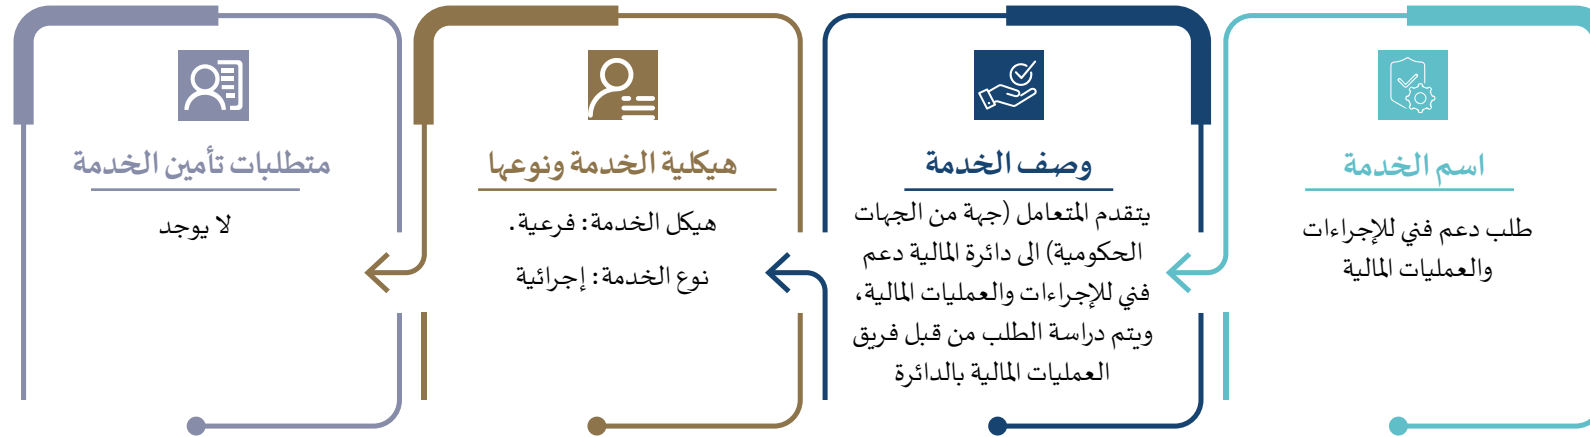 اسم الخدمة
طلب دعم فني للإجراءات
والعمليات المالية
وصف الخدمة
يتقدم المتعامل (جهة من الجهات
الحكومية) الى دائرة المالية دعم
فني للإجراءات والعمليات المالية،
ويتم دراسة الطلب من قبل فريق
العمليات المالية بالدائرة
هيكلية الخدمة ونوعها
هيكل الخدمة: فرعية.
نوع الخدمة: إجرائية
متطلبات تأمين الخدمة
لا يوجد